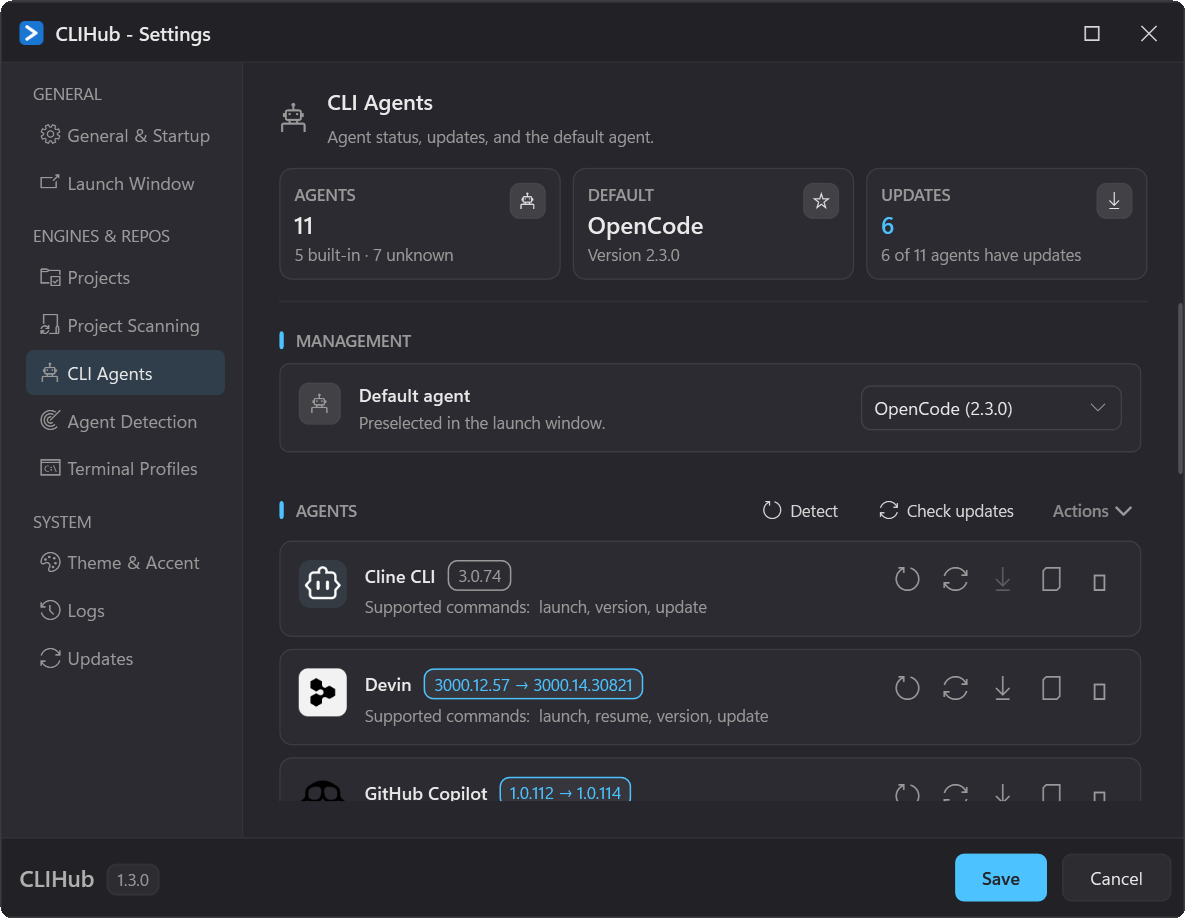 CLIHub - Settings
GENERAL
General & Startup
Launch Window
ENGINES & REPOS
Projects
Project Scanning
CLI Agents
Agent Detection
Terminal Profiles
SYSTEM
Theme & Accent
Logs
Updates
CLI Agents
Agent status, updates, and the default agent.
AGENTS
11
5 built-in · 7 unknown
DEFAULT
OpenCode
Version 2.3.0
UPDATES
6
6 of 11 agents have updates
MANAGEMENT
Default agent
Preselected in the launch window.
OpenCode (2.3.0)
AGENTS
Detect
Check updates
Actions
Cline CLI 3.0.74
Supported commands: launch, version, update
Devin 3000.12.57 → 3000.14.30821
Supported commands: launch, resume, version, update
GitHub Copilot 1.0.112 → 1.0.114
CLIHub 1.3.0
Save
Cancel